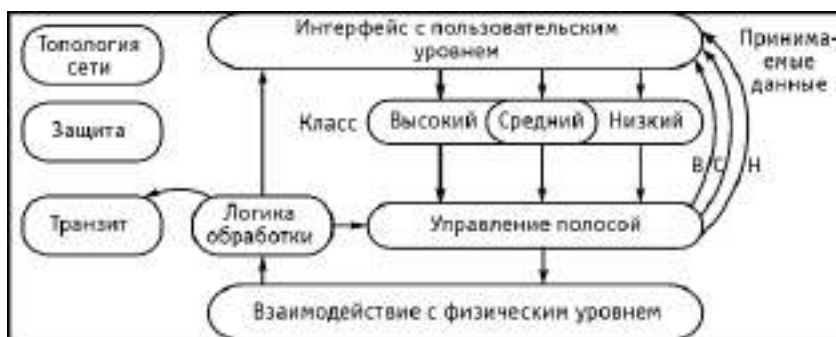 Топология
сети
Интерфейс с пользовательским
уровнем
Принима-
емые
данные
Защита
Класс
Высокий
Средний
Низкий
В
С
Н
Транзит
Логика
обработки
Управление полосой
Взаимодействие с физическим уровнем